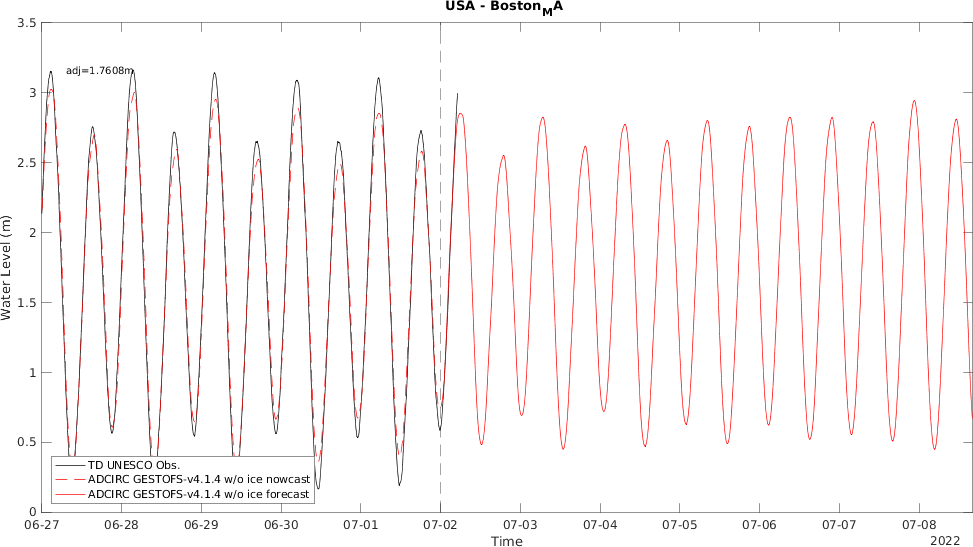 USA - Boston_MA
3.5
adj=1.7608m
3
2.5
2
1.5
1
0.5
0
Water Level (m)
TD UNESCO Obs.
ADCIRC GESTOFS-v4.1.4 w/o ice nowcast
ADCIRC GESTOFS-v4.1.4 w/o ice forecast
06-27 06-28 06-29 06-30 07-01 07-02 07-03 07-04 07-05 07-06 07-07 07-08
Time
2022